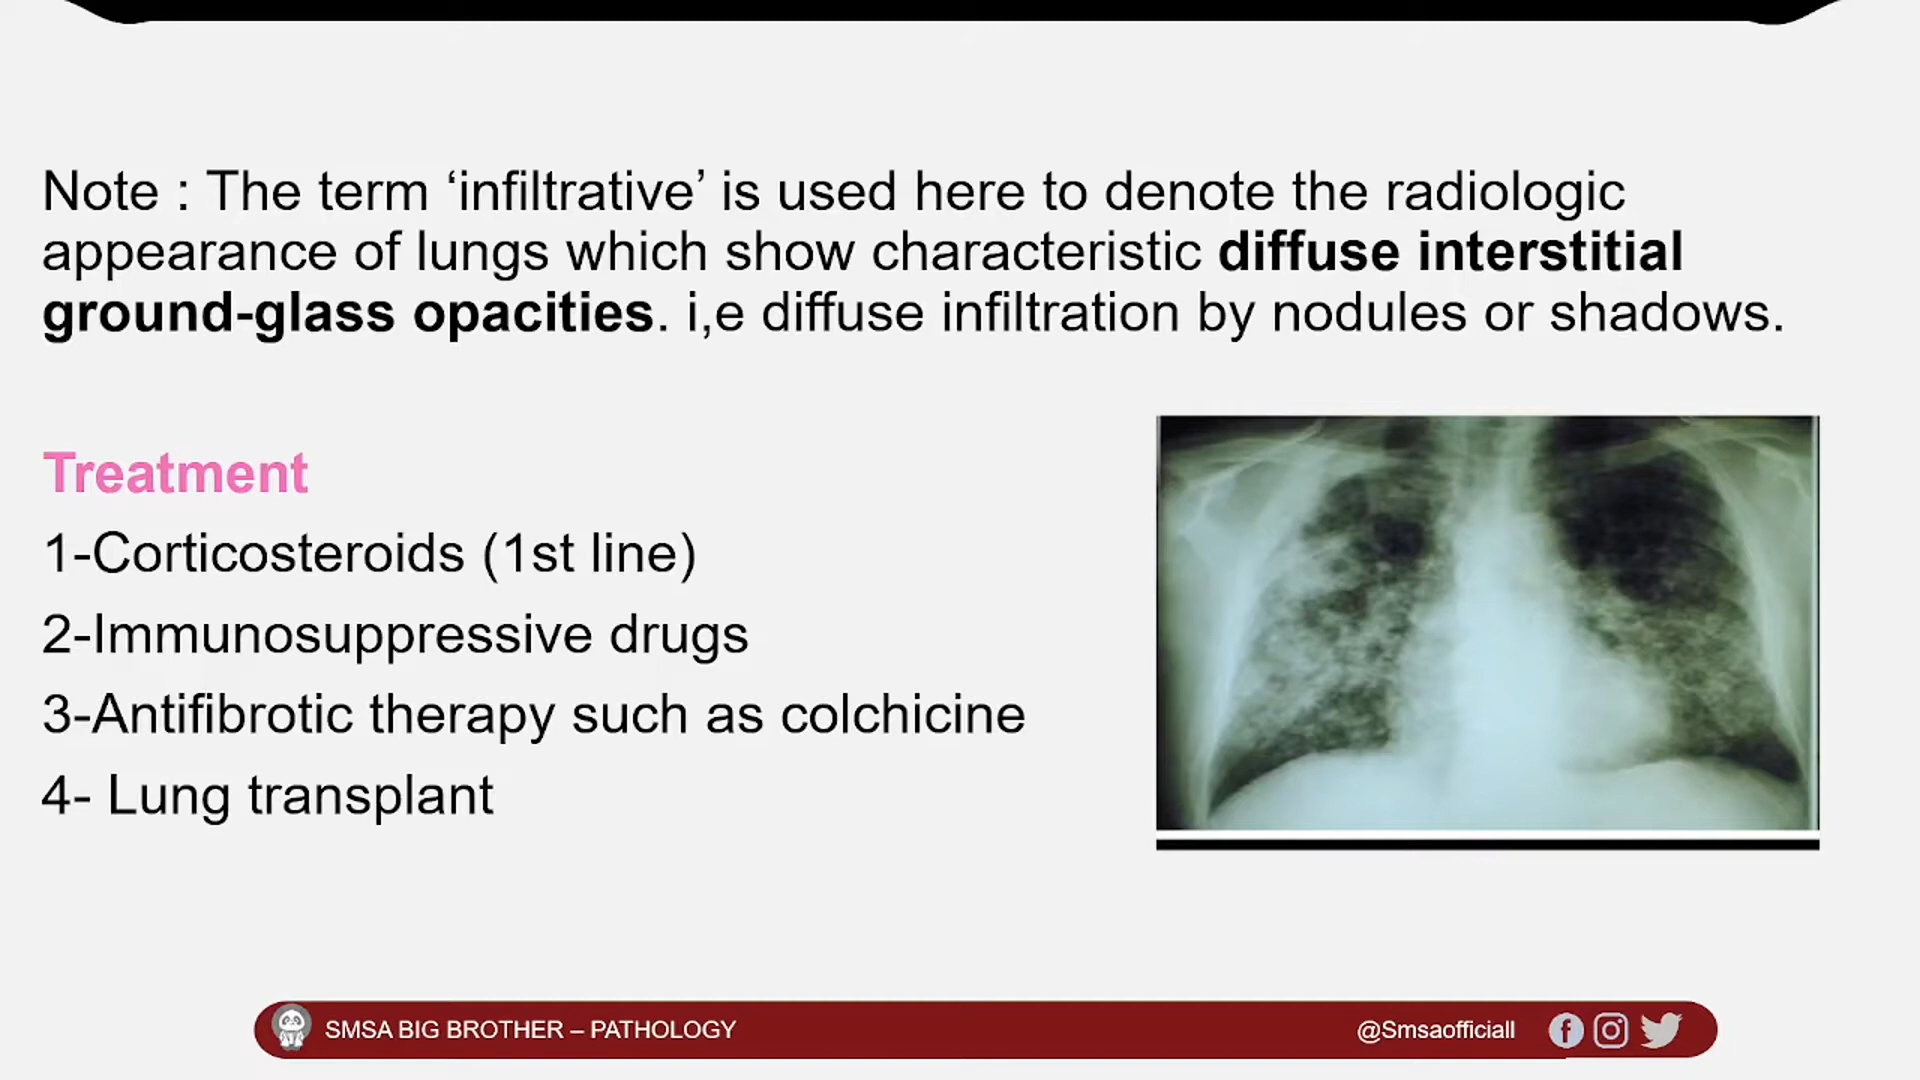 Note : The term ‘infiltrative’ is used here to denote the radiologic
appearance of lungs which show characteristic diffuse interstitial
ground-glass opacities. i,e diffuse infiltration by nodules or shadows.
Treatment
1-Corticosteroids (1st line)
2-Immunosuppressive drugs
3-Antifibrotic therapy such as colchicine
4- Lung transplant
SMSA BIG BROTHER – PATHOLOGY
@Smsaofficiall